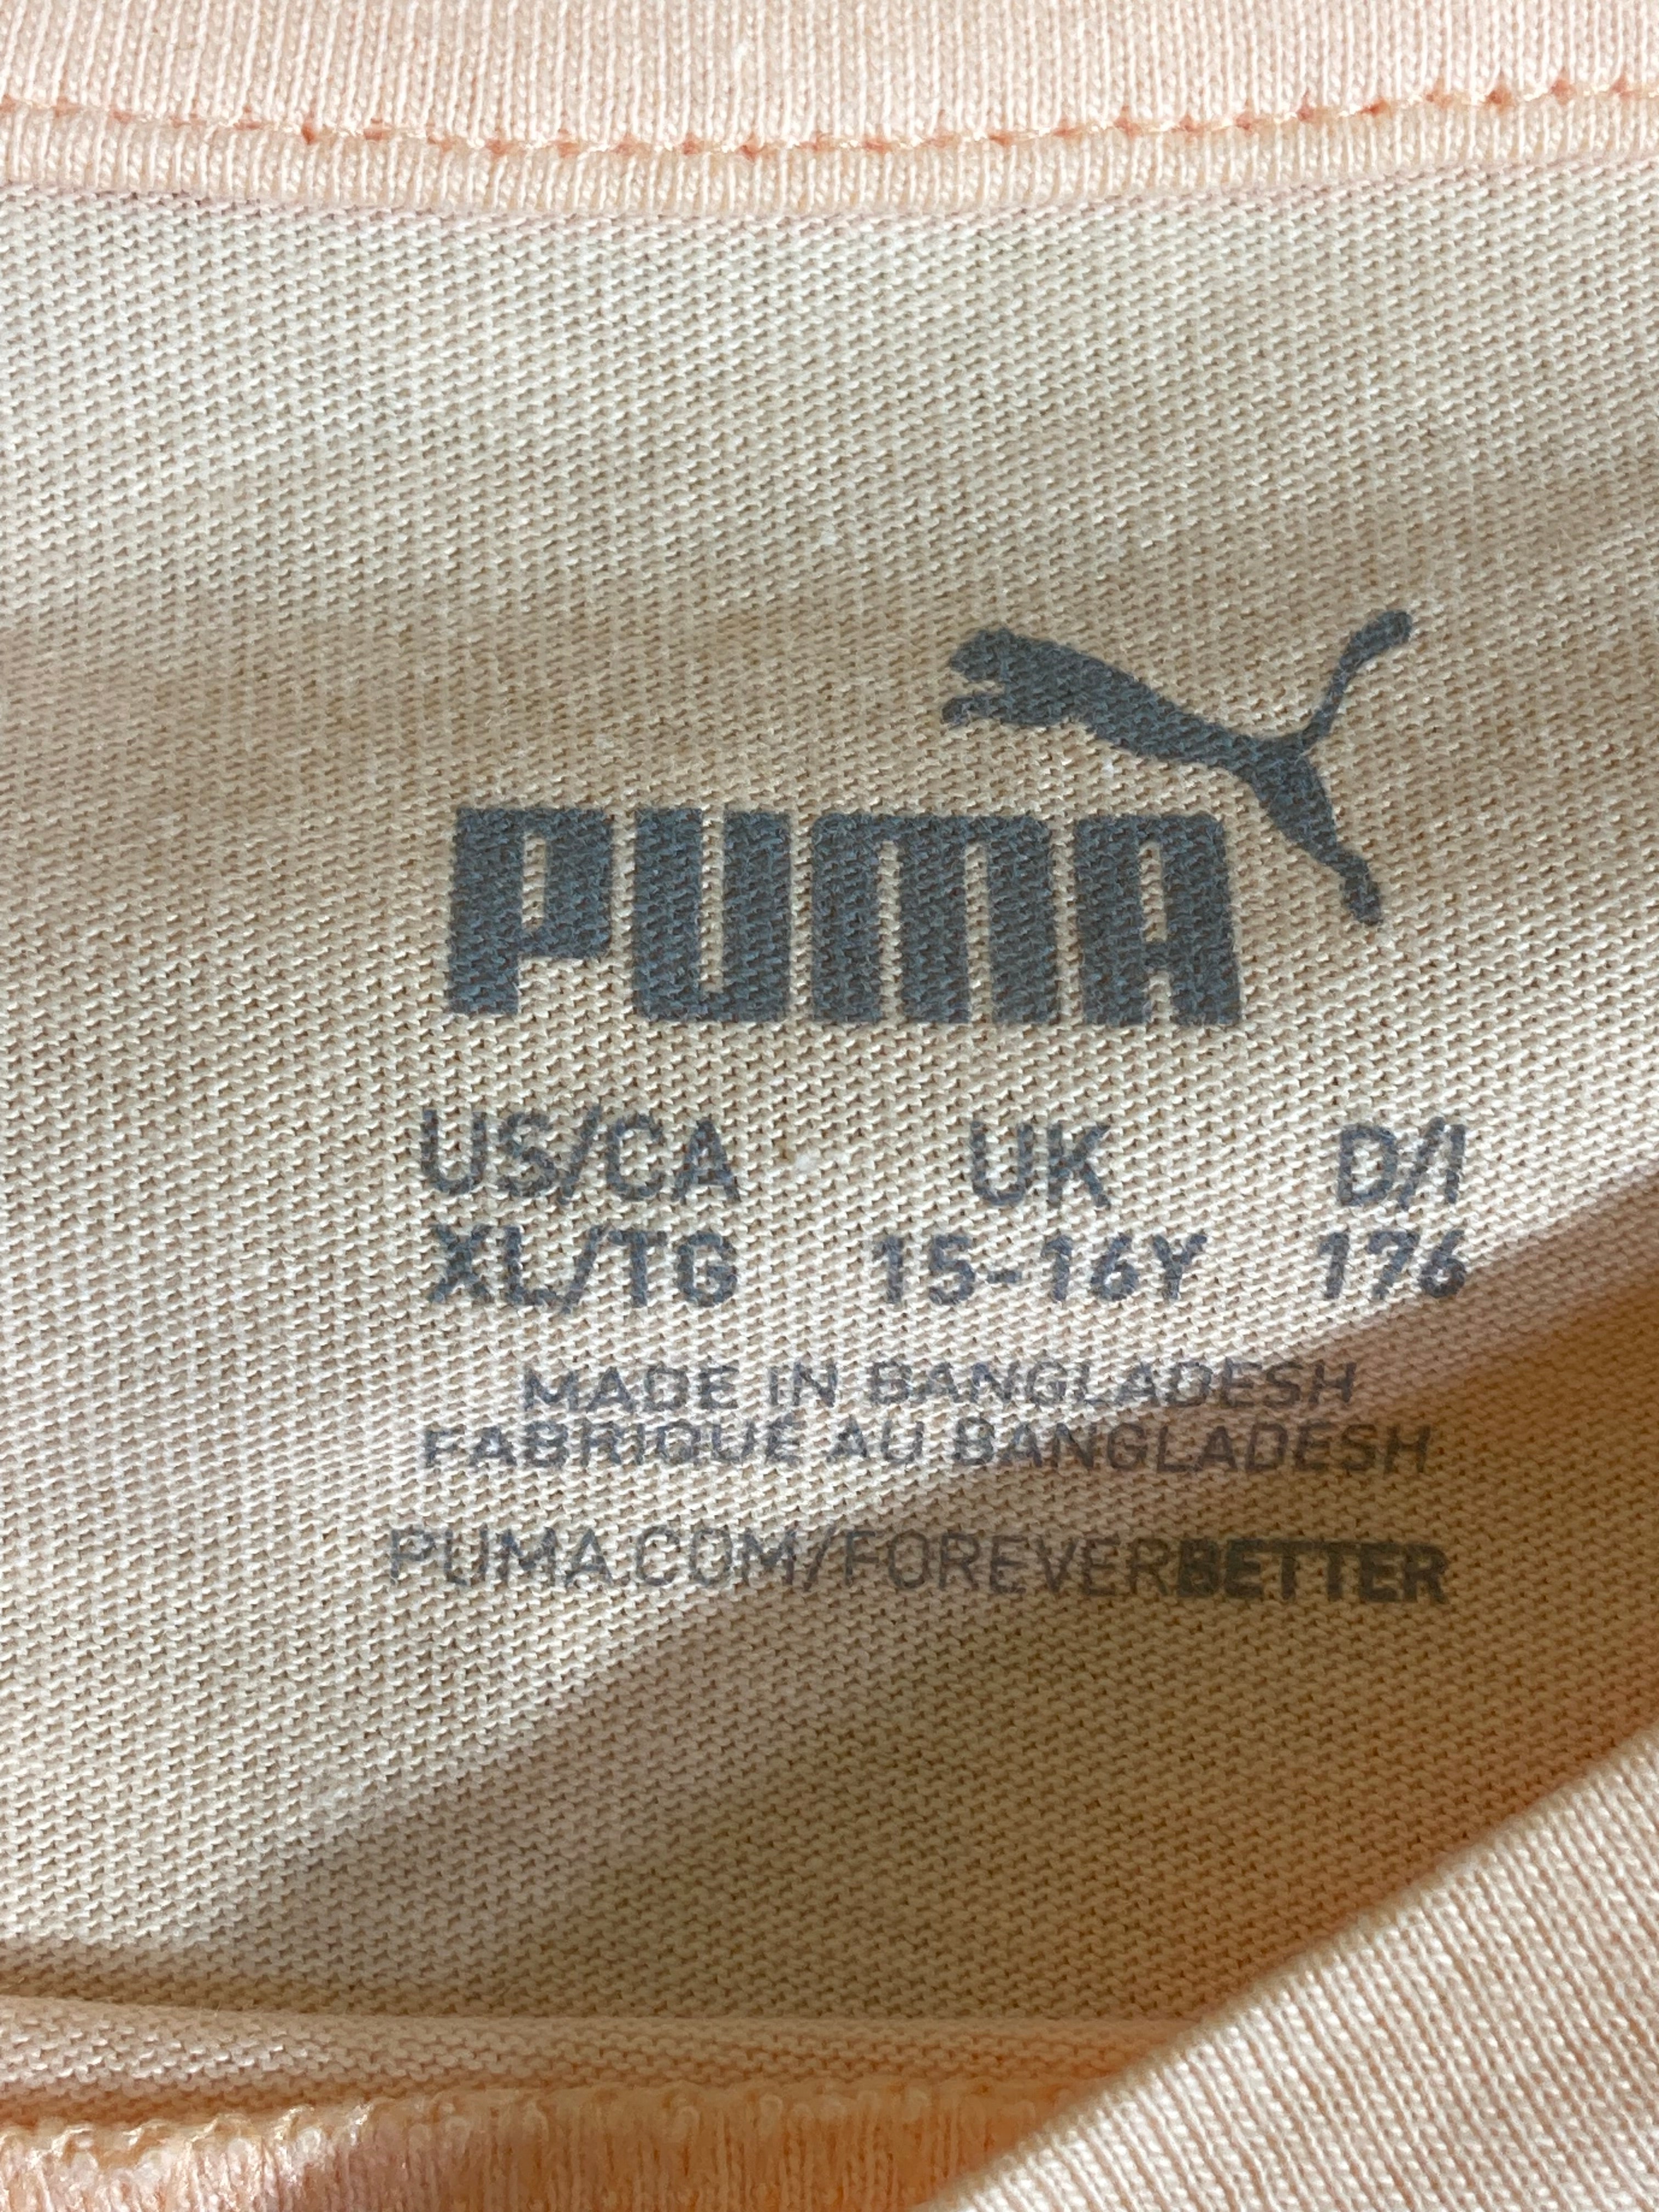 PUMA
US/CA UK D/I
XL/TG 15-16Y 176
MADE IN BANGLADESH
FABRIQUÉ AU BANGLADESH
PUMA.COM/FOREVERBETTER